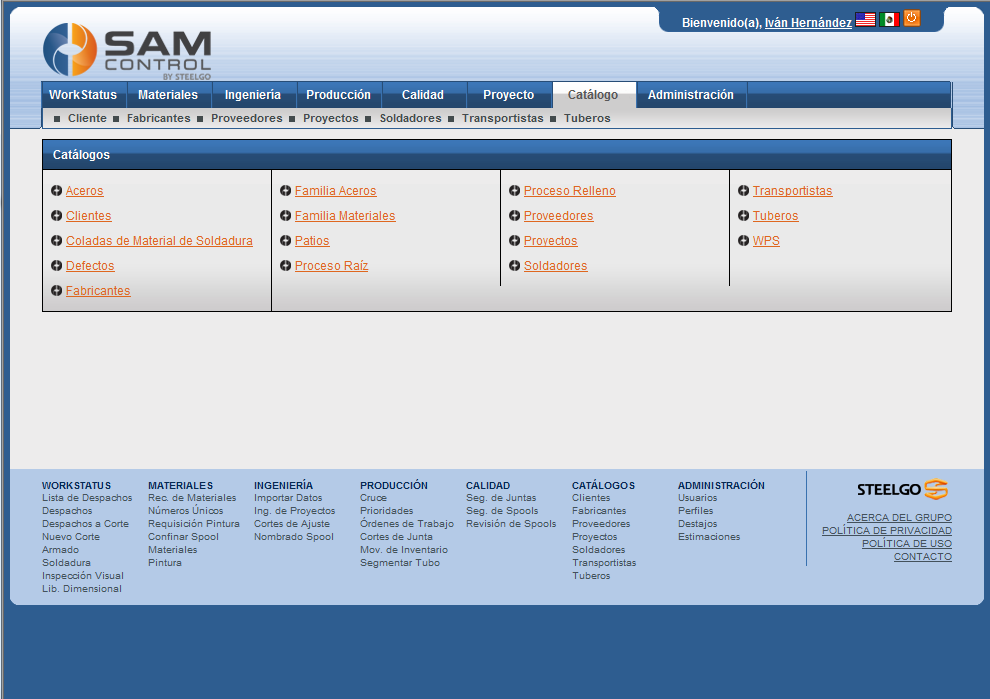 Bienvenido(a), Iván Hernández
SAM
CONTROL
BY STEELGO
WorkStatus Materiales Ingeniería Producción Calidad Proyecto Catálogo Administración
Cliente Fabricantes Proveedores Proyectos Soldadores Transportistas Tuberos
Catálogos
Aceros
Clientes
Coladas de Material de Soldadura
Defectos
Fabricantes
Familia Aceros
Familia Materiales
Patios
Proceso Raíz
Proceso Relleno
Proveedores
Proyectos
Soldadores
Transportistas
Tuberos
WPS
WORKSTATUS
Lista de Despachos
Despachos
Despachos a Corte
Nuevo Corte
Armado
Soldadura
Inspección Visual
Lib. Dimensional
MATERIALES
Rec. de Materiales
Números Únicos
Requisición Pintura
Confinar Spool
Materiales
Pintura
INGENIERÍA
Importar Datos
Ing. de Proyectos
Cortes de Ajuste
Nombrado Spool
PRODUCCIÓN
Cruce
Prioridades
Órdenes de Trabajo
Cortes de Junta
Mov. de Inventario
Segmentar Tubo
CALIDAD
Seg. de Juntas
Seg. de Spools
Revisión de Spools
CATÁLOGOS
Clientes
Fabricantes
Proveedores
Proyectos
Soldadores
Transportistas
Tuberos
ADMINISTRACIÓN
Usuarios
Perfiles
Destajos
Estimaciones
STEELGO
ACERCA DEL GRUPO
POLÍTICA DE PRIVACIDAD
POLÍTICA DE USO
CONTACTO